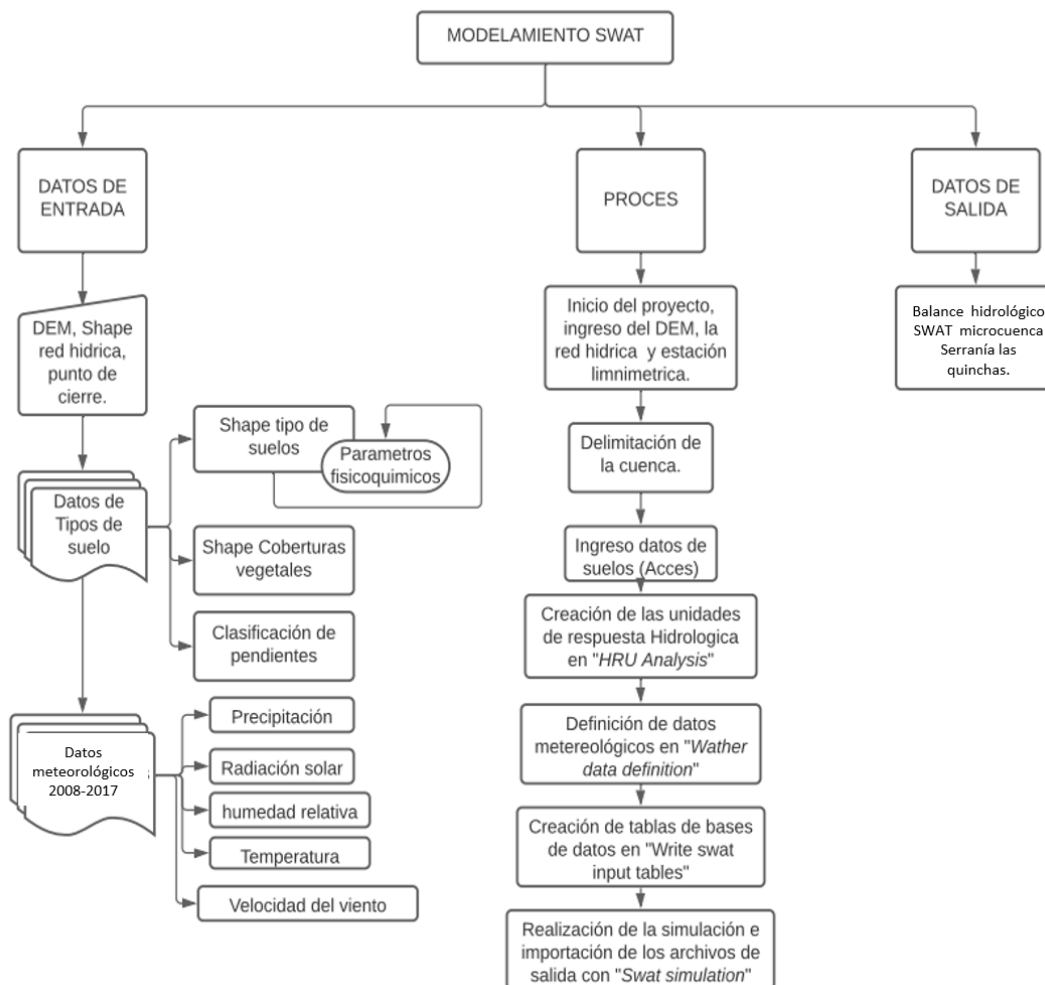 MODELAMIENTO SWAT
DATOS DE
ENTRADA
PROCES
DATOS DE
SALIDA
DEM, Shape
red hidrica,
punto de
cierre.
Datos de
Tipos de
suelo
Shape tipo de
suelos
Parametros
fisicoquimicos
Shape Coberturas
vegetales
Clasificación de
pendientes
Datos
meteorológicos
2008-2017
Precipitación
Radiación solar
humedad relativa
Temperatura
Velocidad del viento
Inicio del proyecto,
ingreso del DEM, la
red hidrica y estación
limnimetrica.
Delimitación de
la cuenca.
Ingreso datos de
suelos (Acces)
Creación de las unidades
de respuesta Hidrologica
en "HRU Analysis"
Definición de datos
metereológicos en "Wather
data definition"
Creación de tablas de bases
de datos en "Write swat
input tables"
Realización de la simulación e
importación de los archivos de
salida con "Swat simulation"
Balance hidrológico
SWAT microcuenca
Serranía las
quinchas.